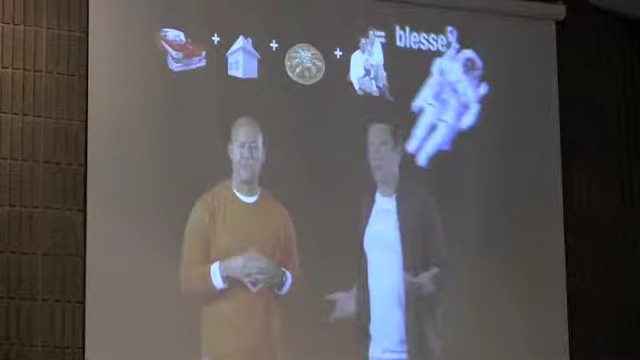 + + + = blesse